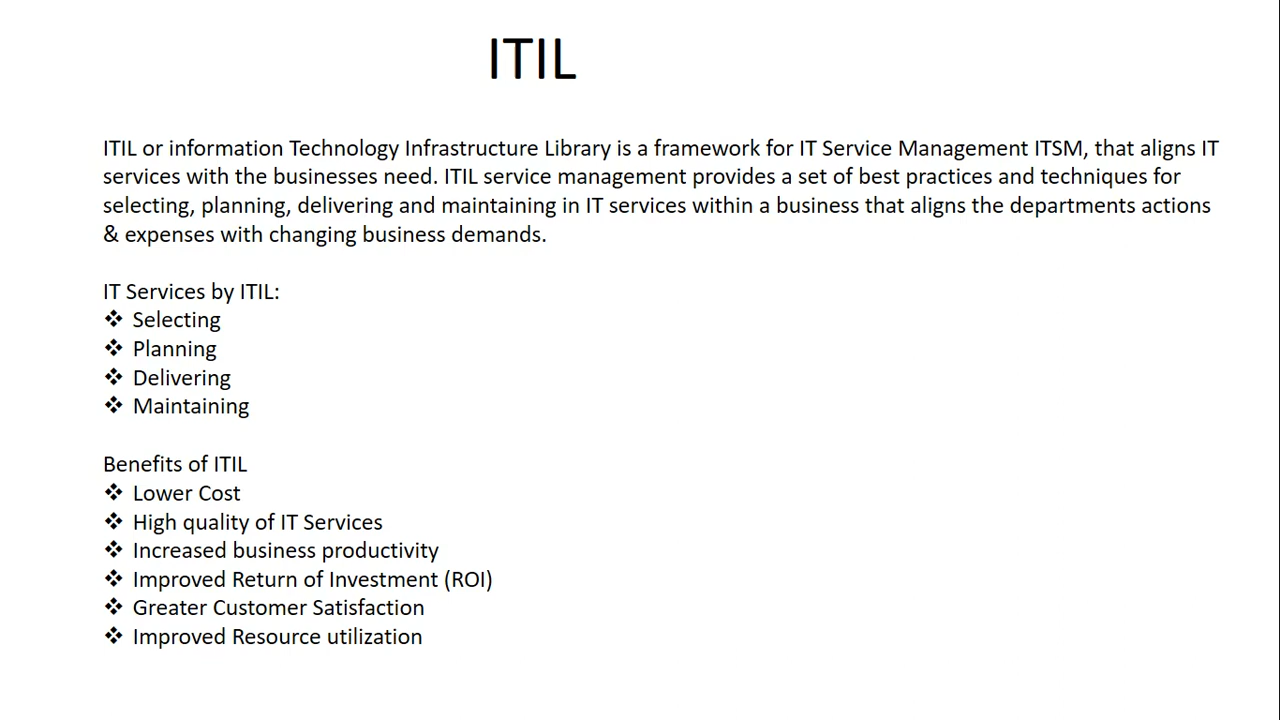 ITIL
ITIL or information Technology Infrastructure Library is a framework for IT Service Management ITSM, that aligns IT
services with the businesses need. ITIL service management provides a set of best practices and techniques for
selecting, planning, delivering and maintaining in IT services within a business that aligns the departments actions
& expenses with changing business demands.
IT Services by ITIL:
❖ Selecting
❖ Planning
❖ Delivering
❖ Maintaining
Benefits of ITIL
❖ Lower Cost
❖ High quality of IT Services
❖ Increased business productivity
❖ Improved Return of Investment (ROI)
❖ Greater Customer Satisfaction
❖ Improved Resource utilization